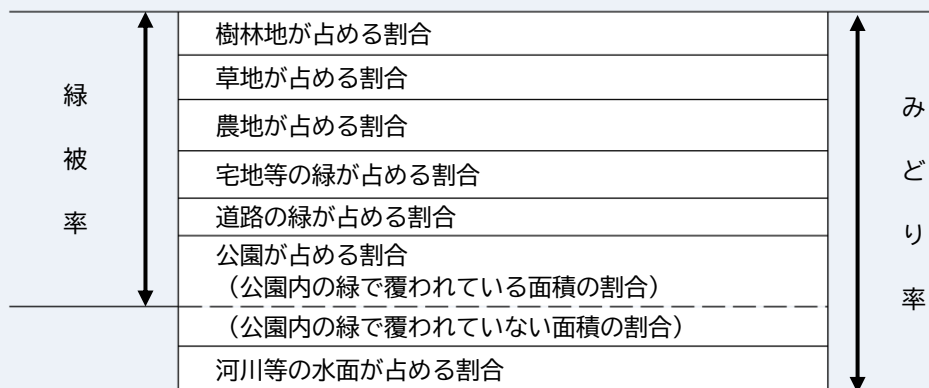 緑被率
樹林地が占める割合
草地が占める割合
農地が占める割合
宅地等の緑が占める割合
道路の緑が占める割合
公園が占める割合
（公園内の緑で覆われている面積の割合）
（公園内の緑で覆われていない面積の割合）
河川等の水面が占める割合
みどり率